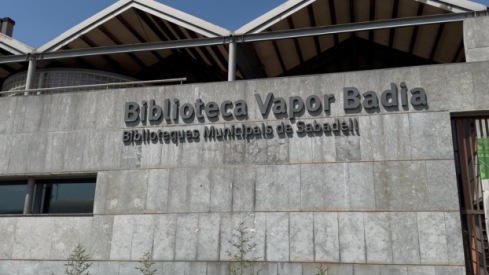 Biblioteca Vapor Badia
Biblioteques Municipals de Sabadell